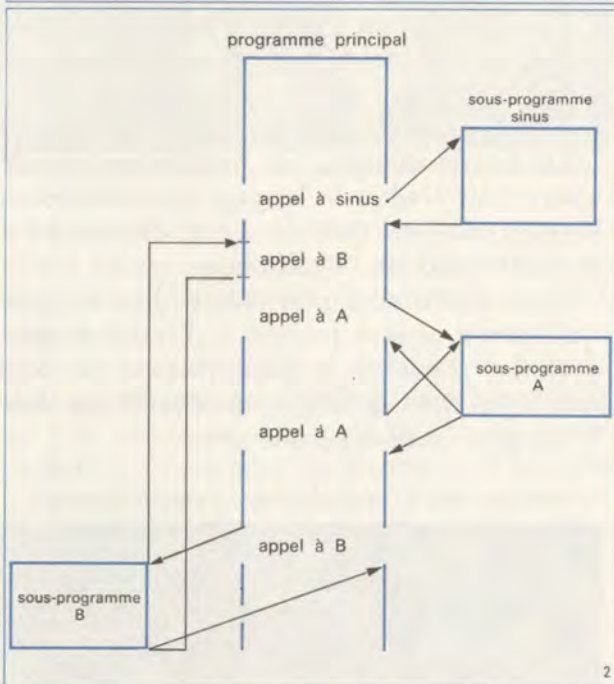 programme principal
sous-programme
sinus
appel à sinus
appel à B
appel à A
sous-programme
A
appel à A
appel à B
sous-programme
B
2